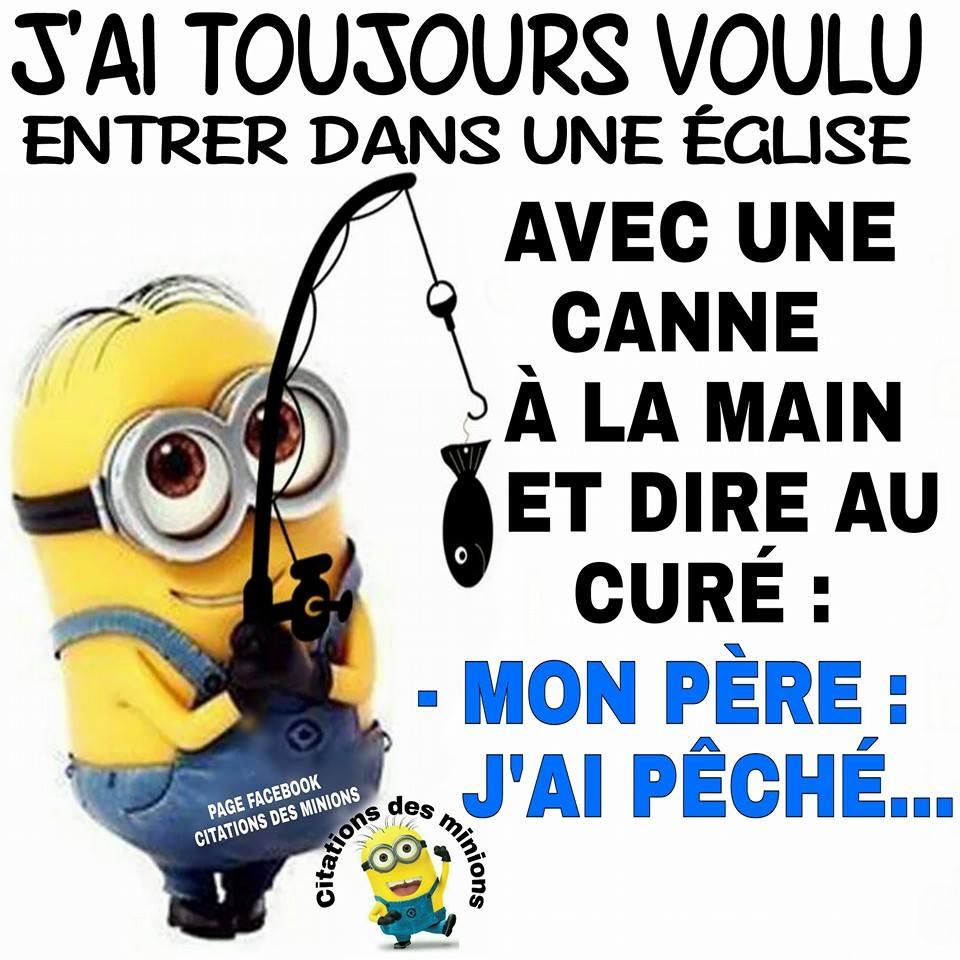 J'AI TOUJOURS VOULU
ENTRER DANS UNE ÉGLISE
AVEC UNE
CANNE
À LA MAIN
ET DIRE AU
CURÉ :
- MON PÈRE :
J'AI PÊCHÉ...
PAGE FACEBOOK
CITATIONS DES MINIONS
Citations des minions